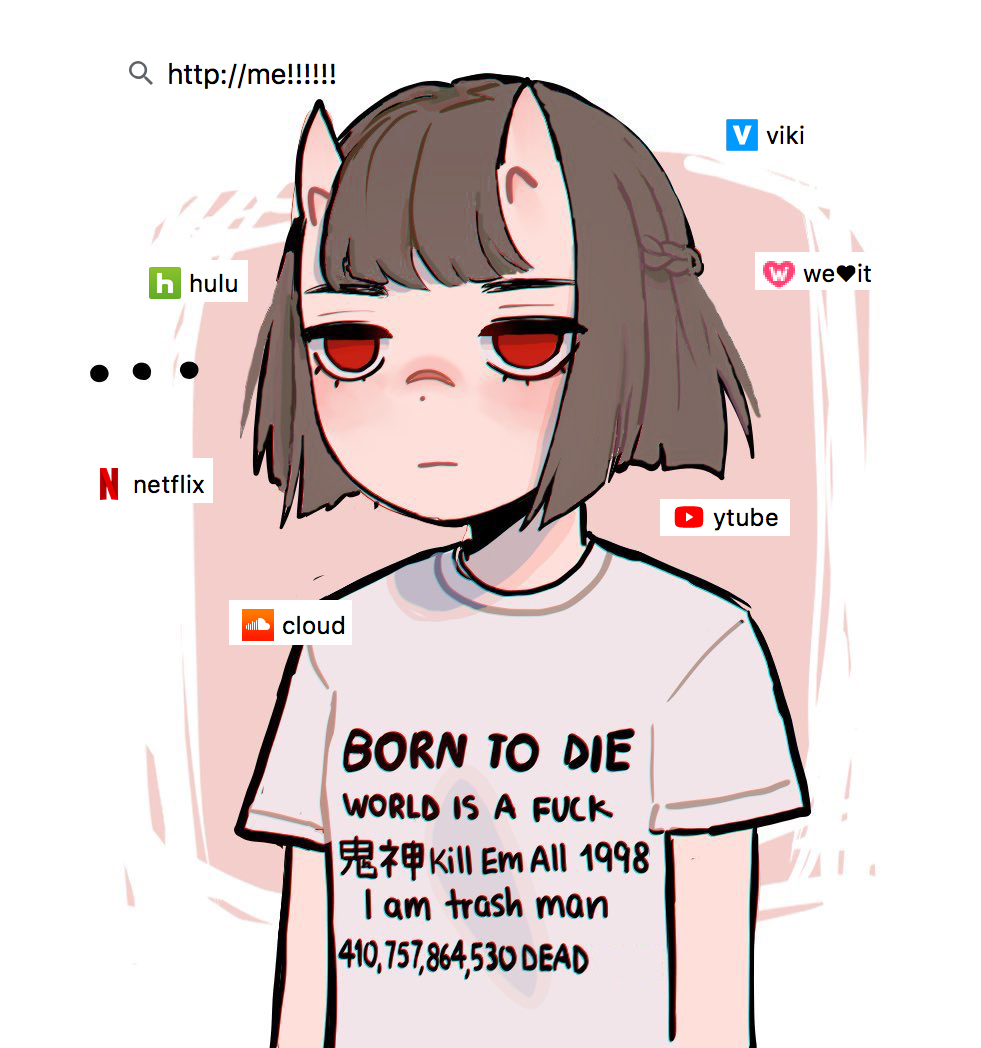 http://me!!!!!!
viki
hulu
we♥it
netflix
ytube
cloud
BORN TO DIE
WORLD IS A FUCK
鬼神 Kill Em All 1998
I am trash man
410,757,864,530 DEAD